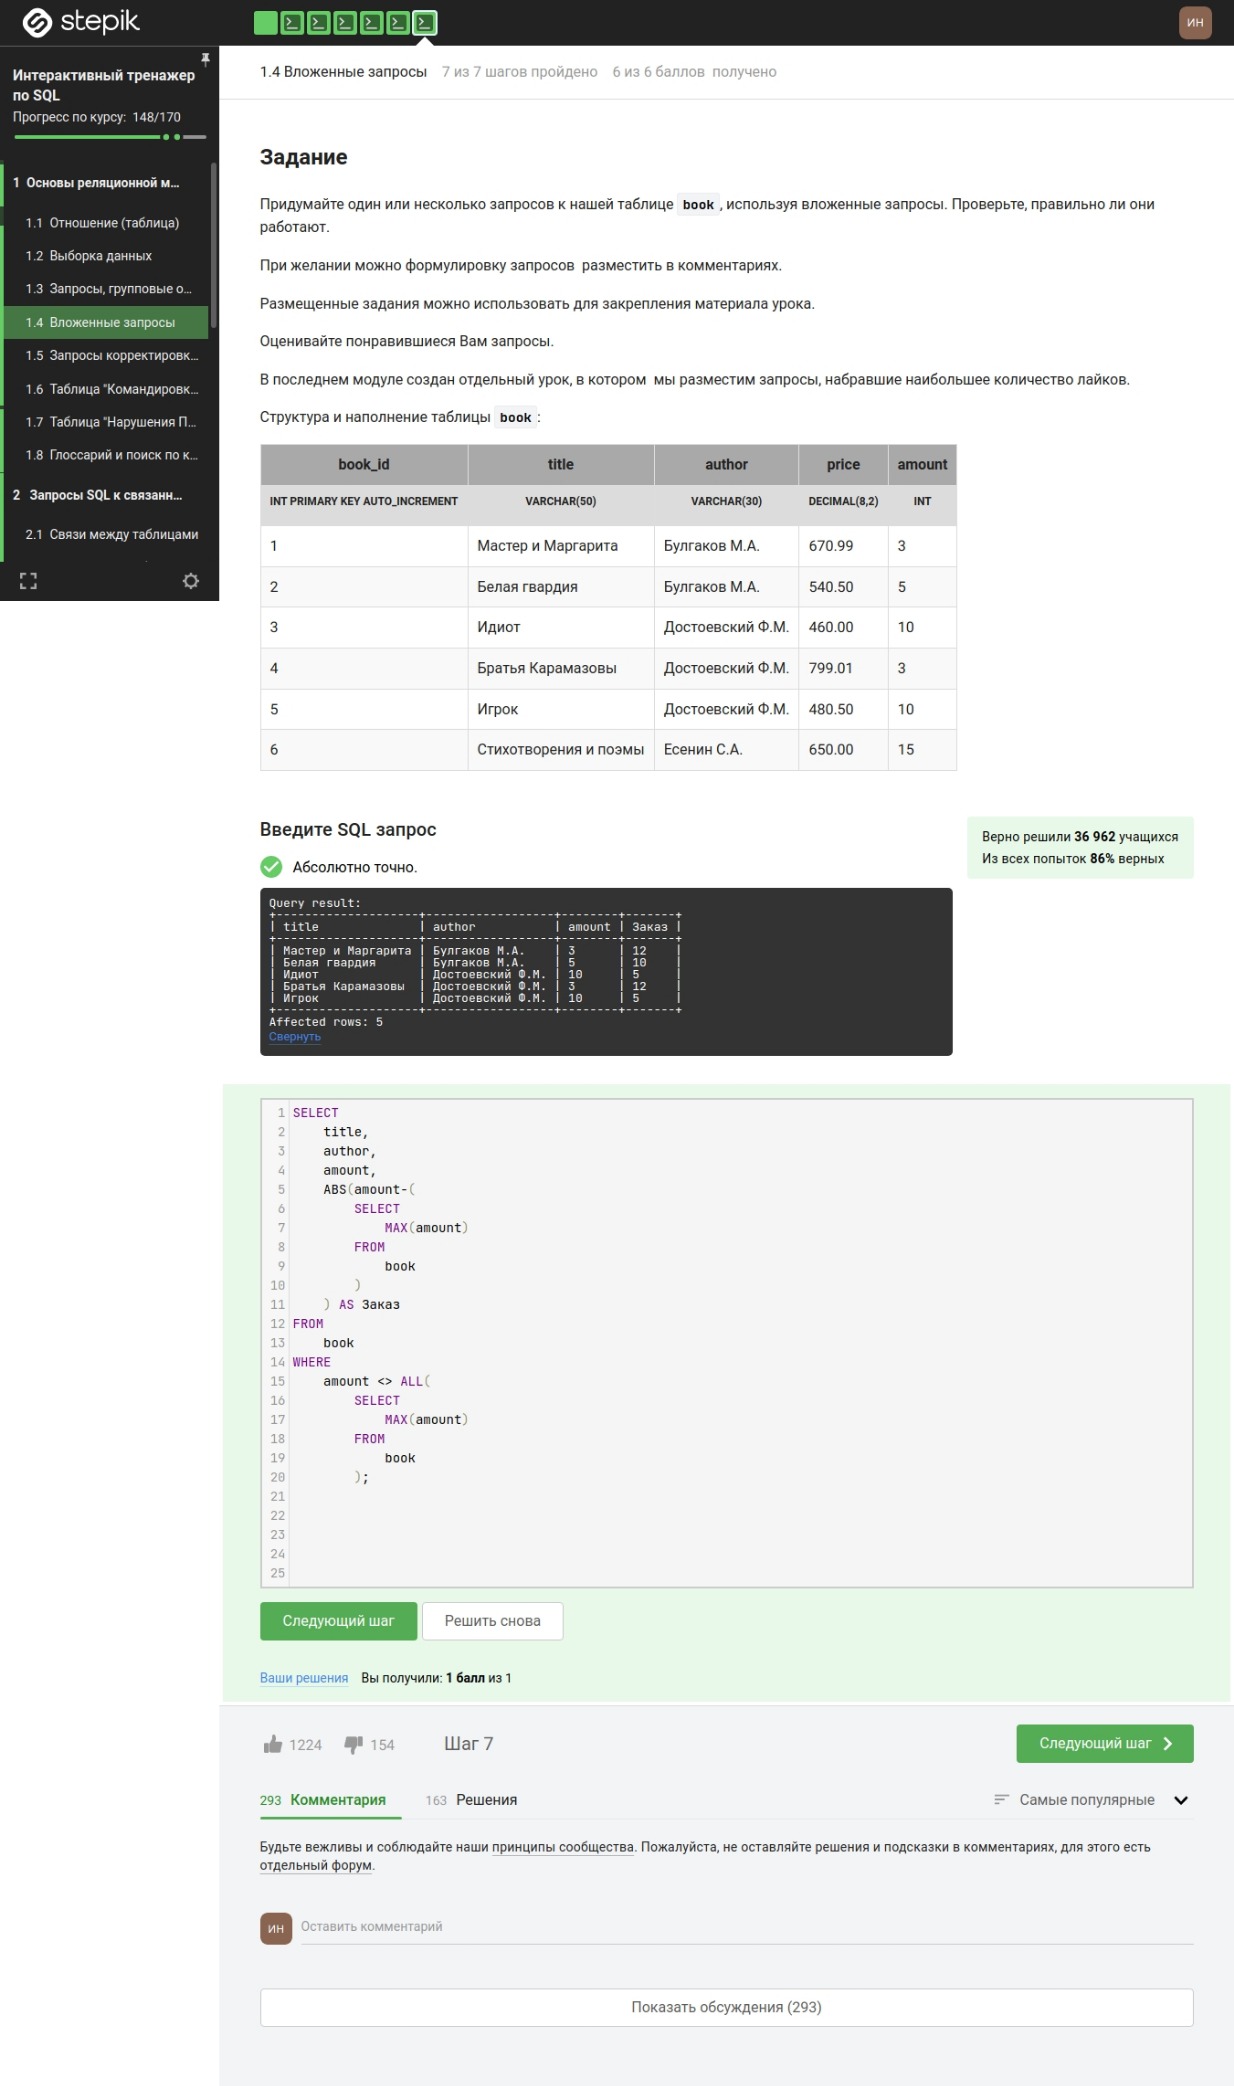 stepik
ИН
Интерактивный тренажер
по SQL
Прогресс по курсу: 148/170
1 Основы реляционной м...
1.1 Отношение (таблица)
1.2 Выборка данных
1.3 Запросы, групповые о...
1.4 Вложенные запросы
1.5 Запросы корректировк...
1.6 Таблица "Командировк...
1.7 Таблица "Нарушения П...
1.8 Глоссарий и поиск по к...
2 Запросы SQL к связанн...
2.1 Связи между таблицами
1.4 Вложенные запросы 7 из 7 шагов пройдено 6 из 6 баллов получено
Задание
Придумайте один или несколько запросов к нашей таблице book, используя вложенные запросы. Проверьте, правильно ли они
работают.
При желании можно формулировку запросов разместить в комментариях.
Размещенные задания можно использовать для закрепления материала урока.
Оценивайте понравившиеся Вам запросы.
В последнем модуле создан отдельный урок, в котором мы разместим запросы, набравшие наибольшее количество лайков.
Структура и наполнение таблицы book:
book_id title author price amount
INT PRIMARY KEY AUTO_INCREMENT VARCHAR(50) VARCHAR(30) DECIMAL(8,2) INT
1 Мастер и Маргарита Булгаков М.А. 670.99 3
2 Белая гвардия Булгаков М.А. 540.50 5
3 Идиот Достоевский Ф.М. 460.00 10
4 Братья Карамазовы Достоевский Ф.М. 799.01 3
5 Игрок Достоевский Ф.М. 480.50 10
6 Стихотворения и поэмы Есенин С.А. 650.00 15
Введите SQL запрос
Верно решили 36 962 учащихся
Из всех попыток 86% верных
Абсолютно точно.
Query result:
+--------------------+------------------+--------+-------+
| title              | author           | amount | Заказ |
+--------------------+------------------+--------+-------+
| Мастер и Маргарита | Булгаков М.А.    | 3      | 12    |
| Белая гвардия      | Булгаков М.А.    | 5      | 10    |
| Идиот              | Достоевский Ф.М. | 10     | 5     |
| Братья Карамазовы  | Достоевский Ф.М. | 3      | 12    |
| Игрок              | Достоевский Ф.М. | 10     | 5     |
+--------------------+------------------+--------+-------+
Affected rows: 5
Свернуть
1 SELECT
2     title,
3     author,
4     amount,
5     ABS(amount-(
6         SELECT
7             MAX(amount)
8         FROM
9             book
10         )
11     ) AS Заказ
12 FROM
13     book
14 WHERE
15     amount <> ALL(
16         SELECT
17             MAX(amount)
18         FROM
19             book
20         );
21
22
23
24
25
Следующий шаг Решить снова
Ваши решения Вы получили: 1 балл из 1
1224 154 Шаг 7 Следующий шаг
293 Комментария 163 Решения Самые популярные
Будьте вежливы и соблюдайте наши принципы сообщества. Пожалуйста, не оставляйте решения и подсказки в комментариях, для этого есть
отдельный форум.
ИН Оставить комментарий
Показать обсуждения (293)